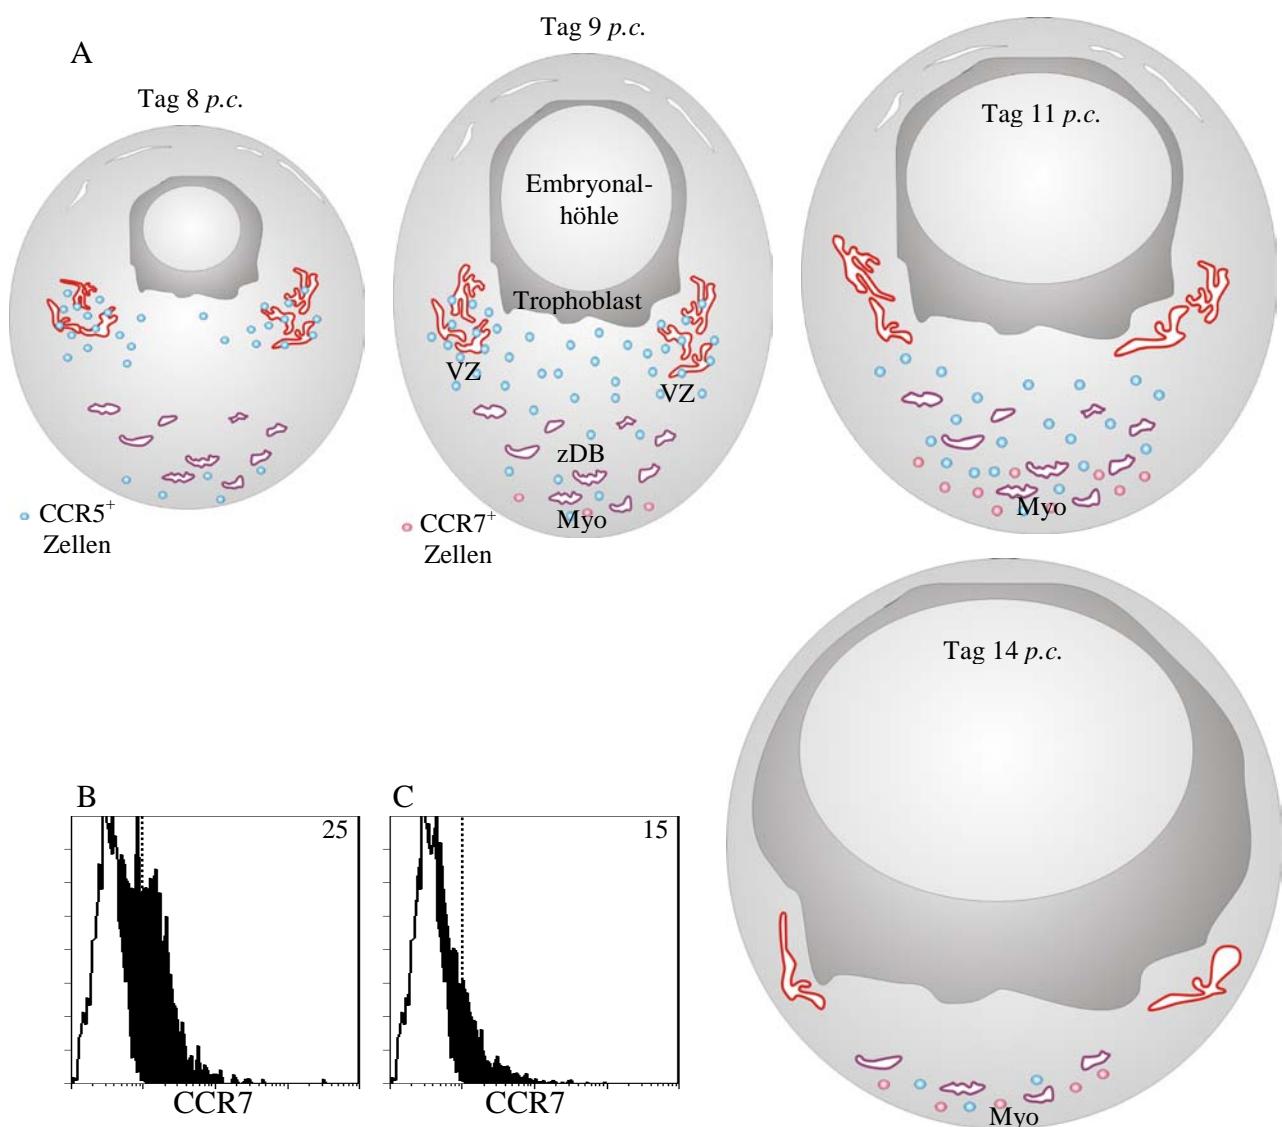 A
Tag 8 p.c.
Tag 9 p.c.
Tag 11 p.c.
Embryonal-
höhle
Trophoblast
VZ
VZ
zDB
Myo
Myo
CCR5+
Zellen
CCR7+
Zellen
Tag 14 p.c.
Myo
B
25
CCR7
C
15
CCR7